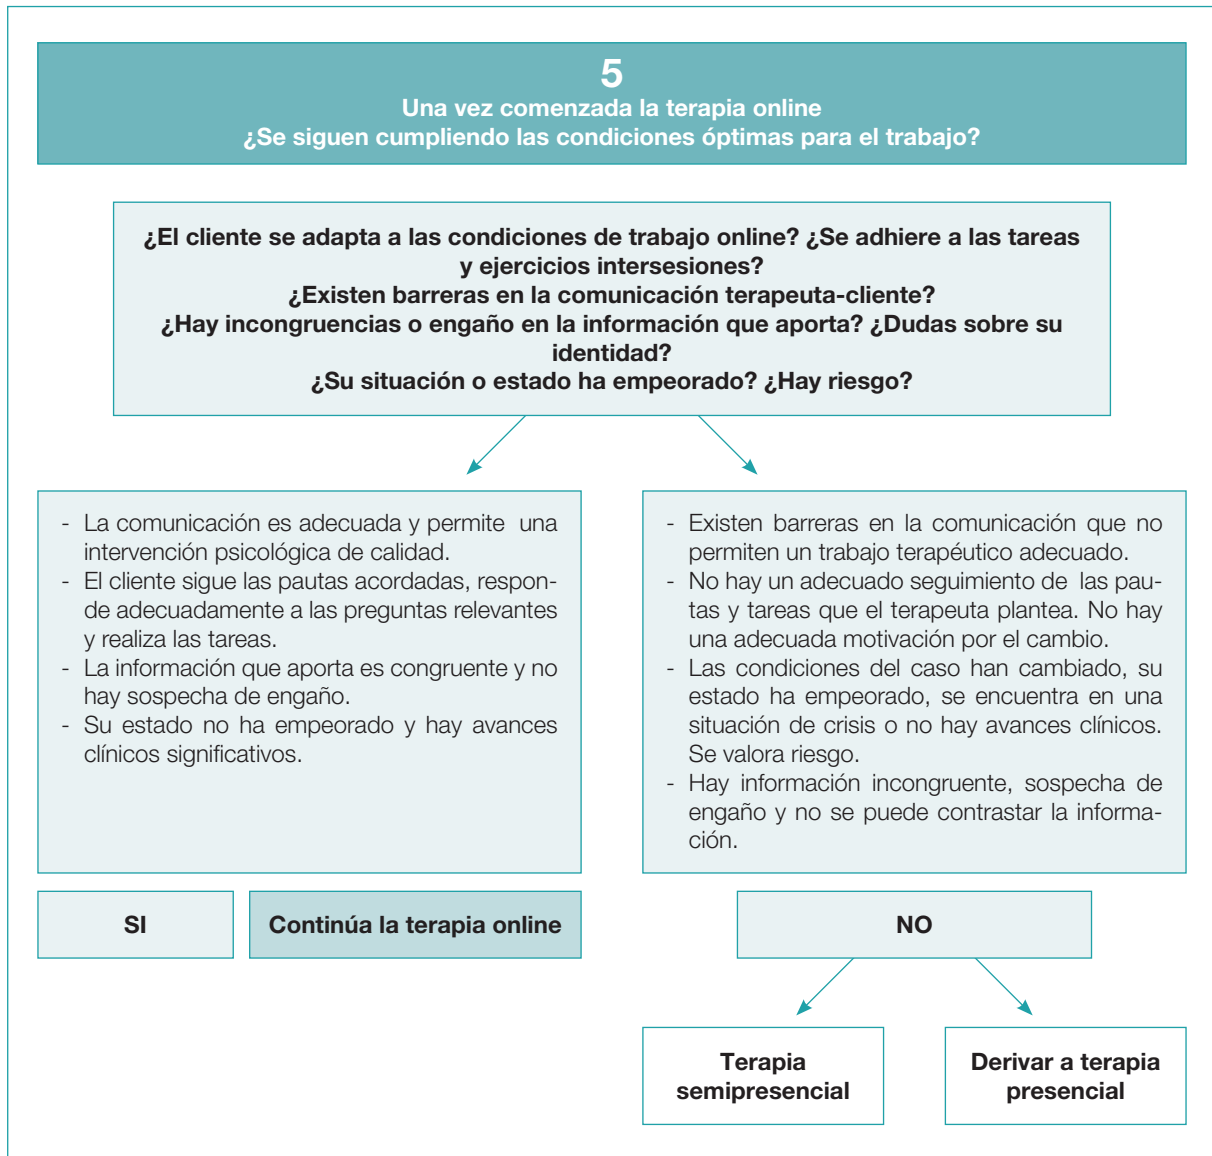 5
Una vez comenzada la terapia online
¿Se siguen cumpliendo las condiciones óptimas para el trabajo?
¿El cliente se adapta a las condiciones de trabajo online? ¿Se adhiere a las tareas
y ejercicios intersesiones?
¿Existen barreras en la comunicación terapeuta-cliente?
¿Hay incongruencias o engaño en la información que aporta? ¿Dudas sobre su
identidad?
¿Su situación o estado ha empeorado? ¿Hay riesgo?
- La comunicación es adecuada y permite una
intervención psicológica de calidad.
- El cliente sigue las pautas acordadas, respon-
de adecuadamente a las preguntas relevantes
y realiza las tareas.
- La información que aporta es congruente y no
hay sospecha de engaño.
- Su estado no ha empeorado y hay avances
clínicos significativos.
- Existen barreras en la comunicación que no
permiten un trabajo terapéutico adecuado.
- No hay un adecuado seguimiento de las pau-
tas y tareas que el terapeuta plantea. No hay
una adecuada motivación por el cambio.
- Las condiciones del caso han cambiado, su
estado ha empeorado, se encuentra en una
situación de crisis o no hay avances clínicos.
Se valora riesgo.
- Hay información incongruente, sospecha de
engaño y no se puede contrastar la informa-
ción.
SI
Continúa la terapia online
NO
Terapia
semipresencial
Derivar a terapia
presencial